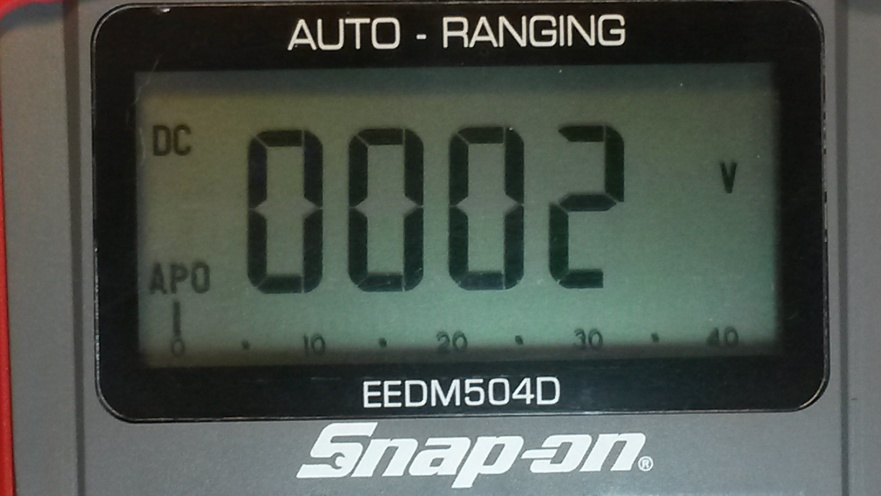 AUTO - RANGING
DC
0002 V
APO
0 10 20 30 40
EEDM504D
Snap-on®